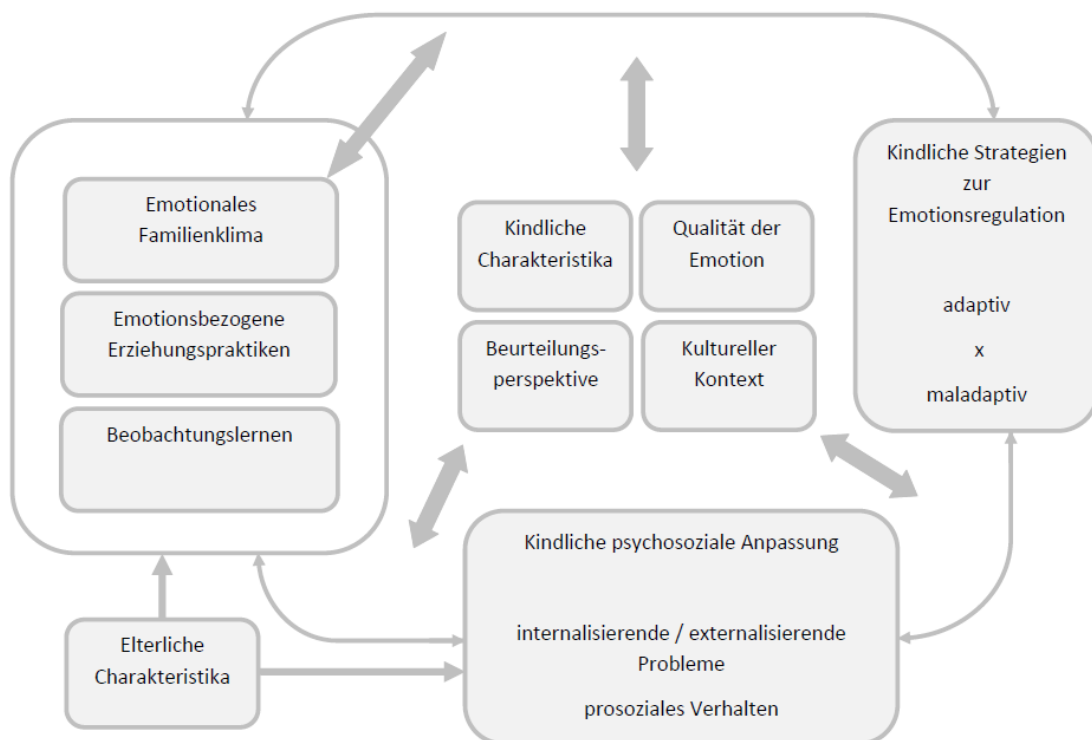 Emotionales
Familienklima
Emotionsbezogene
Erziehungspraktiken
Beobachtungslernen
Elterliche
Charakteristika
Kindliche
Charakteristika
Qualität der
Emotion
Beurteilungs-
perspektive
Kultureller
Kontext
Kindliche Strategien
zur
Emotionsregulation
adaptiv
x
maladaptiv
Kindliche psychosoziale Anpassung
internalisierende / externalisierende
Probleme
prosoziales Verhalten